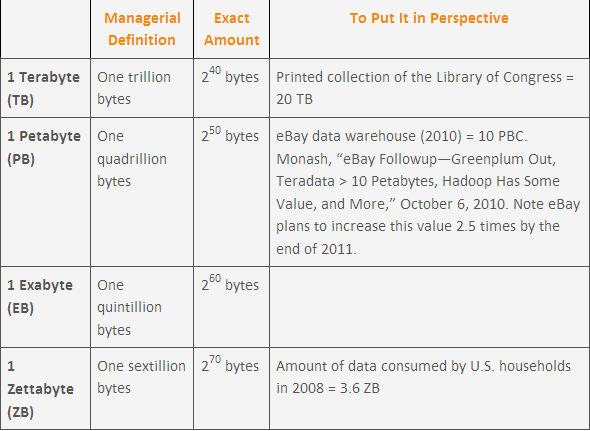 Managerial Definition Exact Amount To Put It in Perspective
1 Terabyte One trillion 2^40 bytes Printed collection of the Library of Congress =
(TB) bytes 20 TB
1 Petabyte One 2^50 bytes eBay data warehouse (2010) = 10 PBC.
(PB) quadrillion Monash, “eBay Followup—Greenplum Out,
bytes Teradata > 10 Petabytes, Hadoop Has Some
Value, and More,” October 6, 2010. Note eBay
plans to increase this value 2.5 times by the
end of 2011.
1 Exabyte One 2^60 bytes
(EB) quintillion
bytes
1 One sextillion 2^70 bytes Amount of data consumed by U.S. households
Zettabyte bytes in 2008 = 3.6 ZB
(ZB)